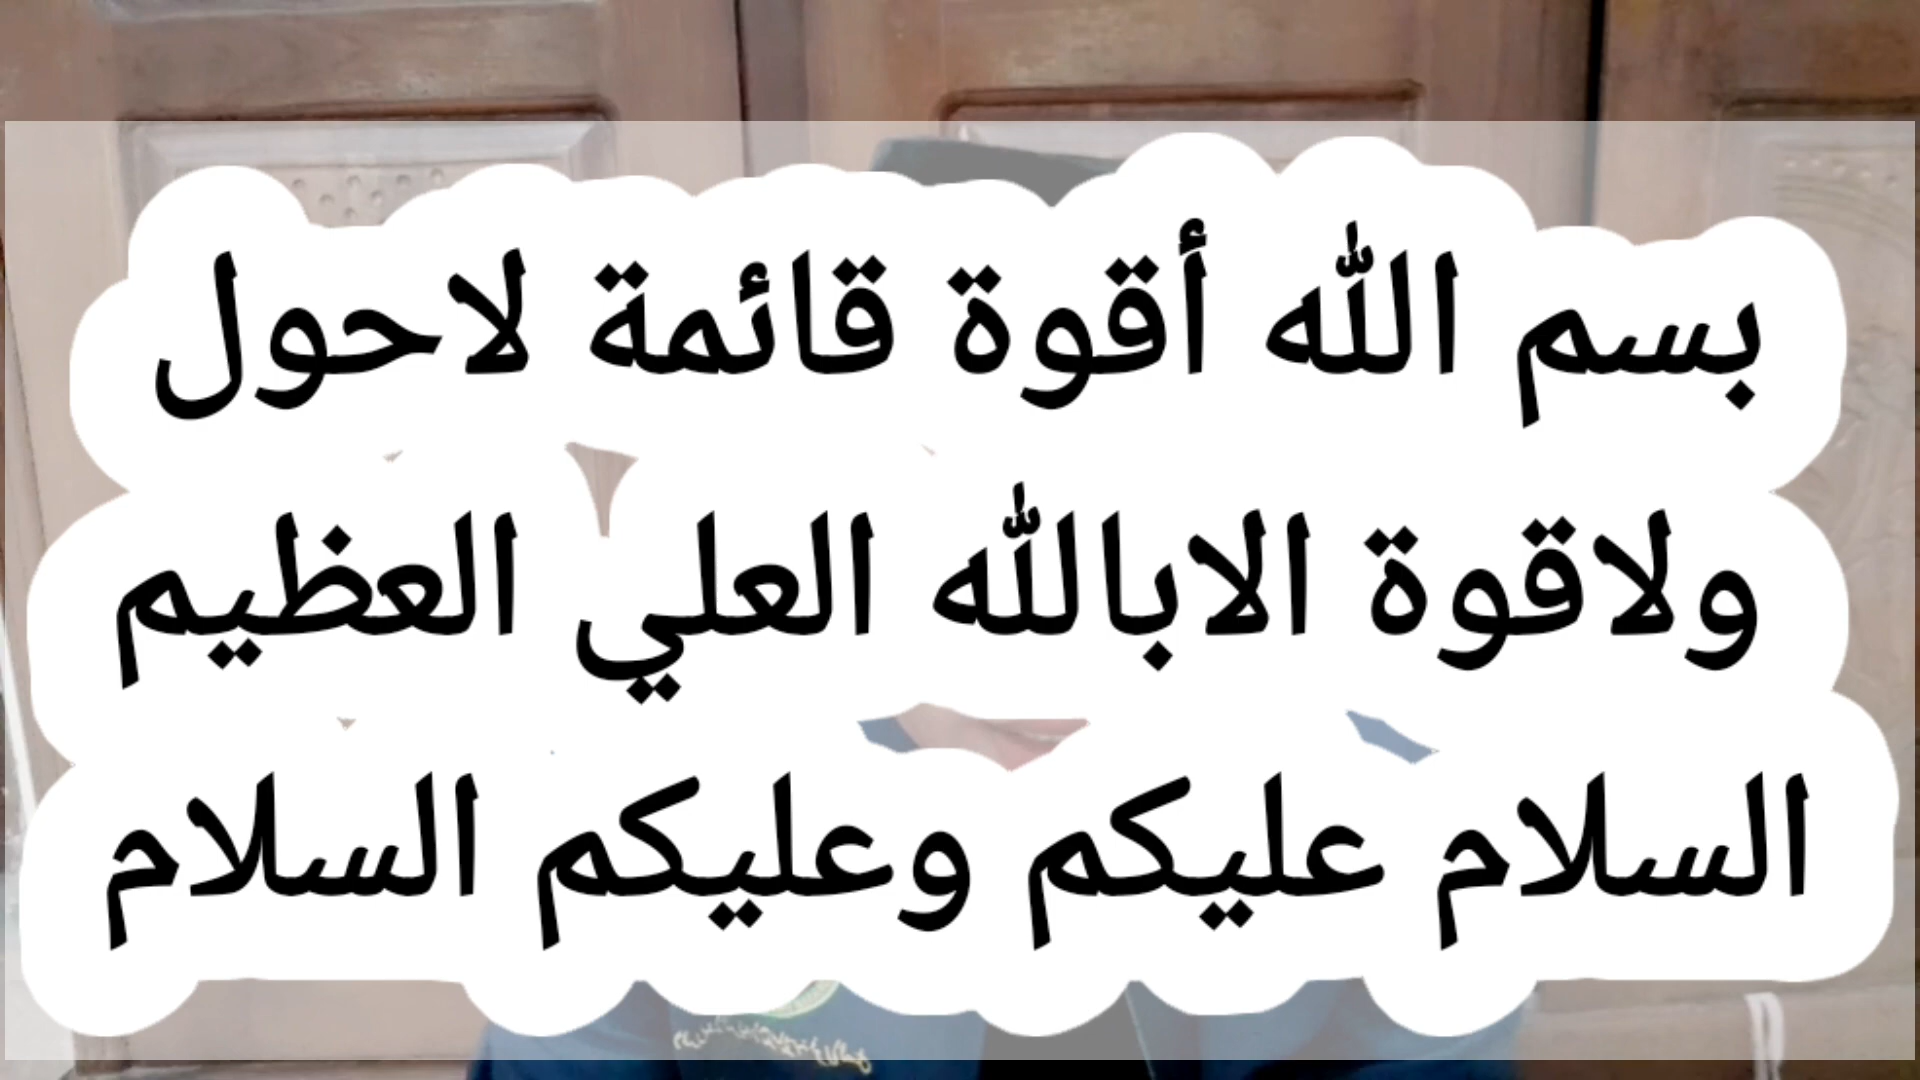 بسم الله أقوة قائمة لاحول
ولاقوة الابالله العلي العظيم
السلام عليكم وعليكم السلام